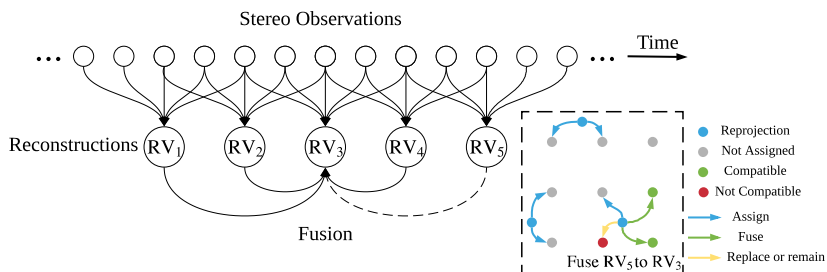 Stereo Observations
... ... Time
Reconstructions RV₁ RV₂ RV₃ RV₄ RV₅
Fusion
Fuse RV₅ to RV₃
Reprojection
Not Assigned
Compatible
Not Compatible
Assign
Fuse
Replace or remain